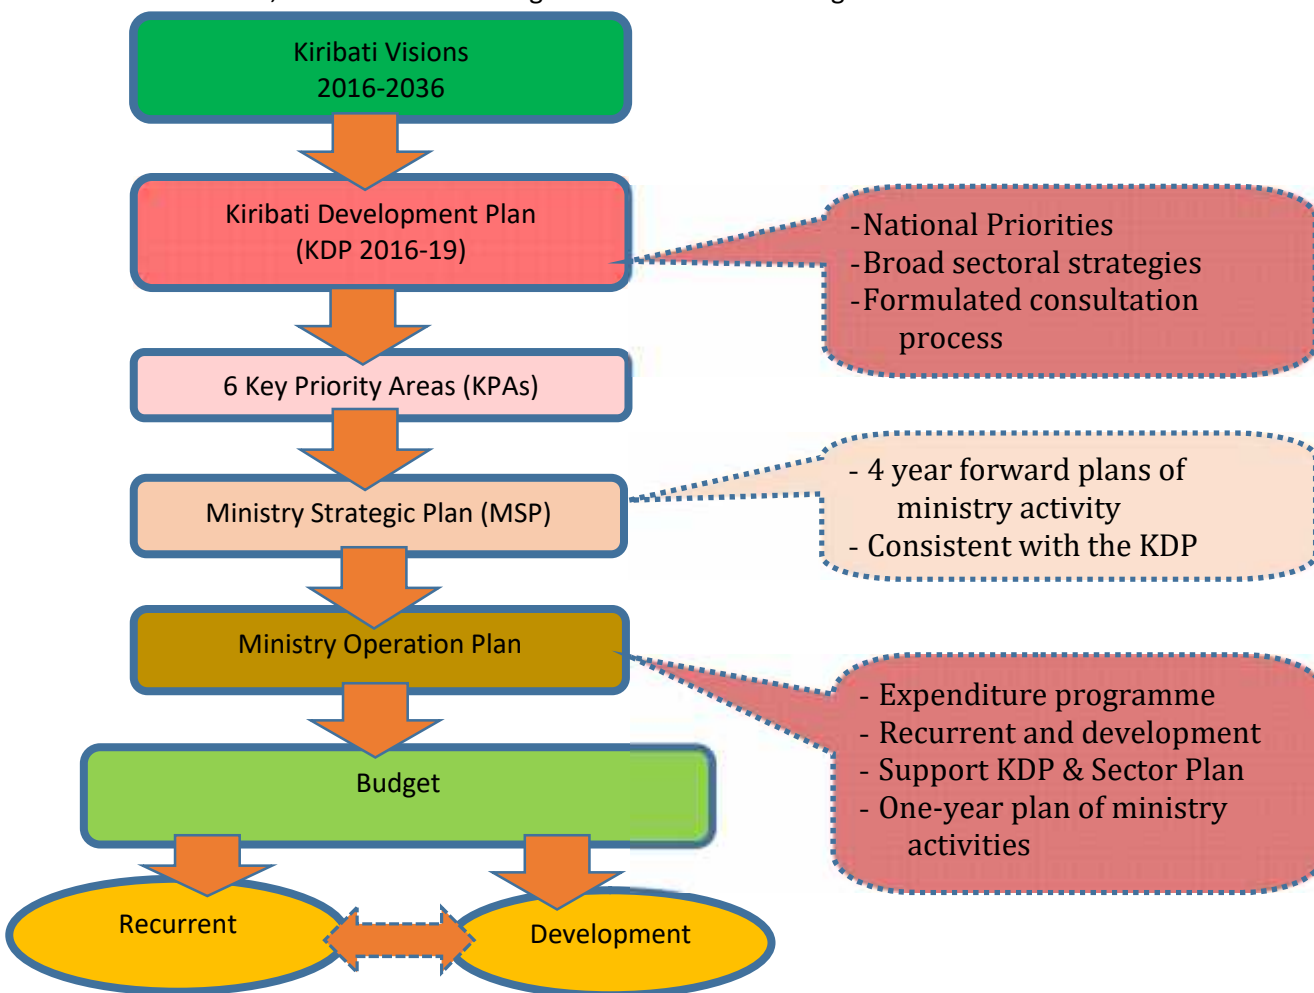 Kiribati Visions
2016-2036
Kiribati Development Plan
(KDP 2016-19)
-National Priorities
-Broad sectoral strategies
-Formulated consultation
process
6 Key Priority Areas (KPAs)
Ministry Strategic Plan (MSP)
- 4 year forward plans of
ministry activity
- Consistent with the KDP
Ministry Operation Plan
- Expenditure programme
- Recurrent and development
- Support KDP & Sector Plan
- One-year plan of ministry
activities
Budget
Recurrent
Development